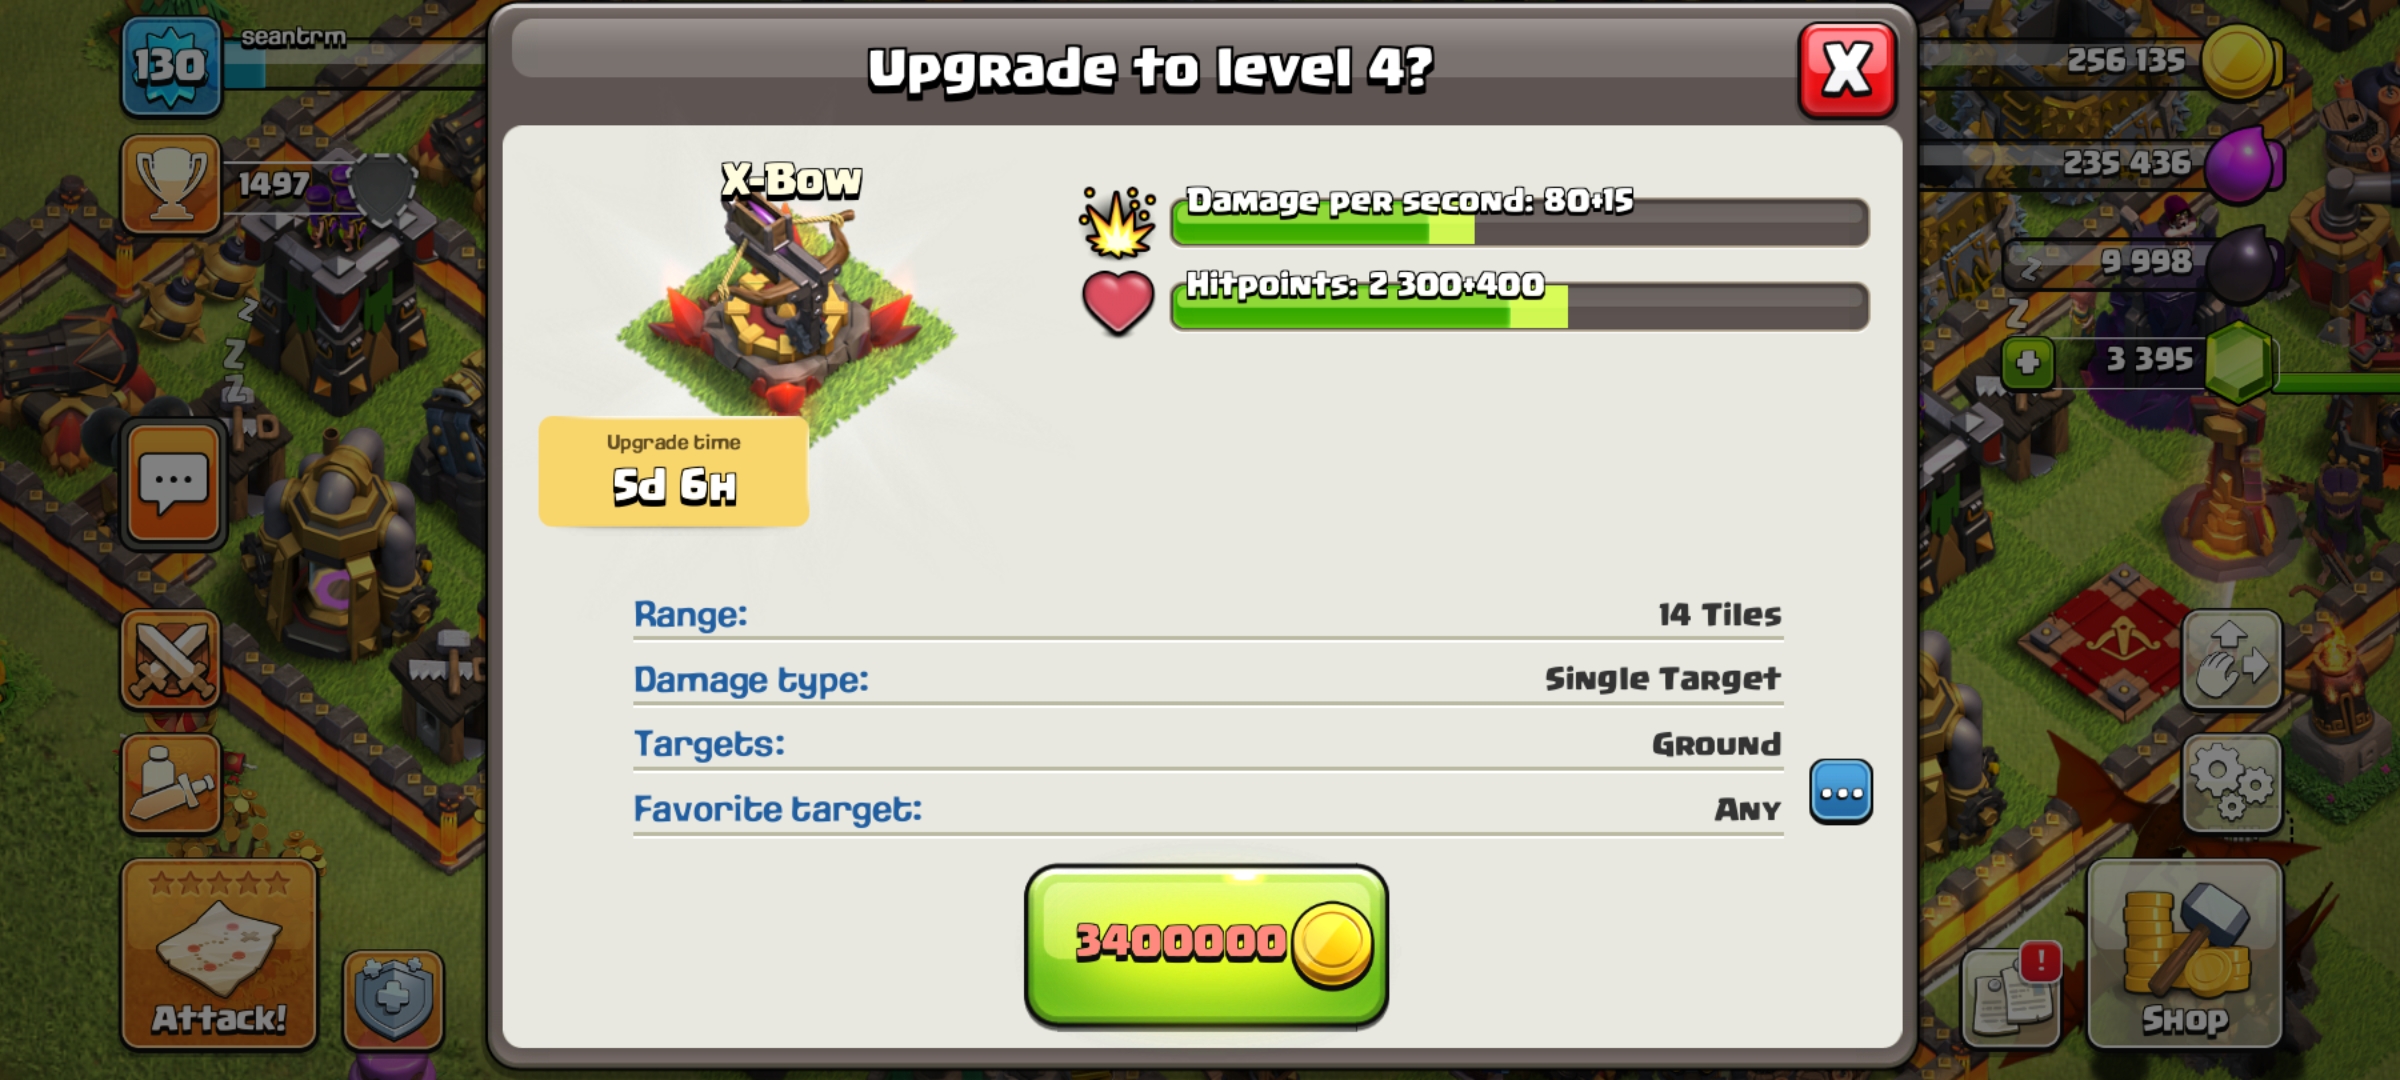 130
seantrm
1497
Upgrade to level 4?
X
256 135
235 436
9 998
3 395
X-Bow
Damage per second: 80+15
Hitpoints: 2 300+400
Upgrade time
5d 6H
Range: 14 Tiles
Damage type: Single Target
Targets: Ground
Favorite target: Any
3400000
Attack!
!
Shop
z
z
z
z
z